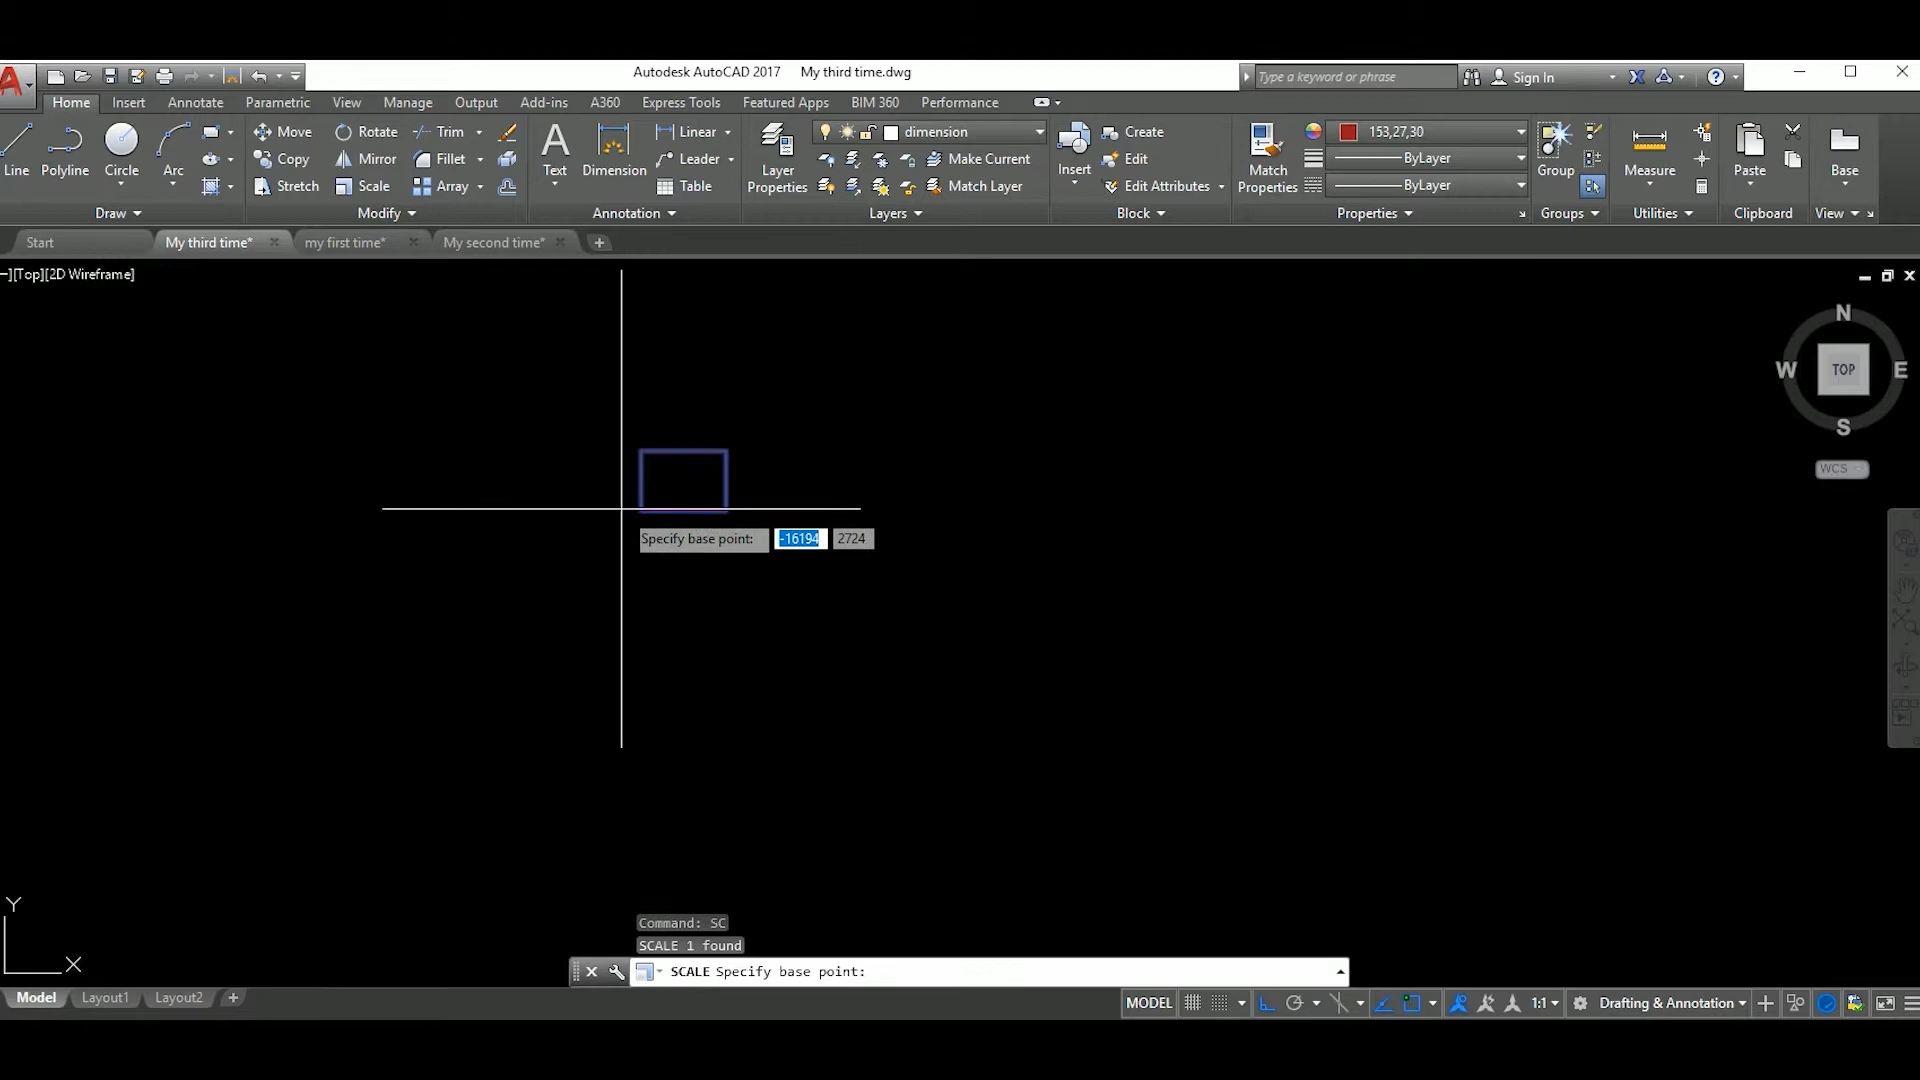 Autodesk AutoCAD 2017 My third time.dwg
Type a keyword or phrase
Sign In
Home Insert Annotate Parametric View Manage Output Add-ins A360 Express Tools Featured Apps BIM 360 Performance
Move Rotate Trim Linear dimension Create 153,27,30
Copy Mirror Fillet Leader Make Current Edit ByLayer
Line Polyline Circle Arc Text Dimension Layer Properties Insert Match Properties Group Measure Paste Base
Stretch Scale Array Table Match Layer Edit Attributes ByLayer
Draw Modify Annotation Layers Block Properties Groups Utilities Clipboard View
Start My third time* my first time* My second time*
–][Top][2D Wireframe]
N
W TOP E
S
WCS
Specify base point: -16194 2724
Y
X
Command: SC
SCALE 1 found
SCALE Specify base point:
Model Layout1 Layout2 +
MODEL 1:1 Drafting & Annotation